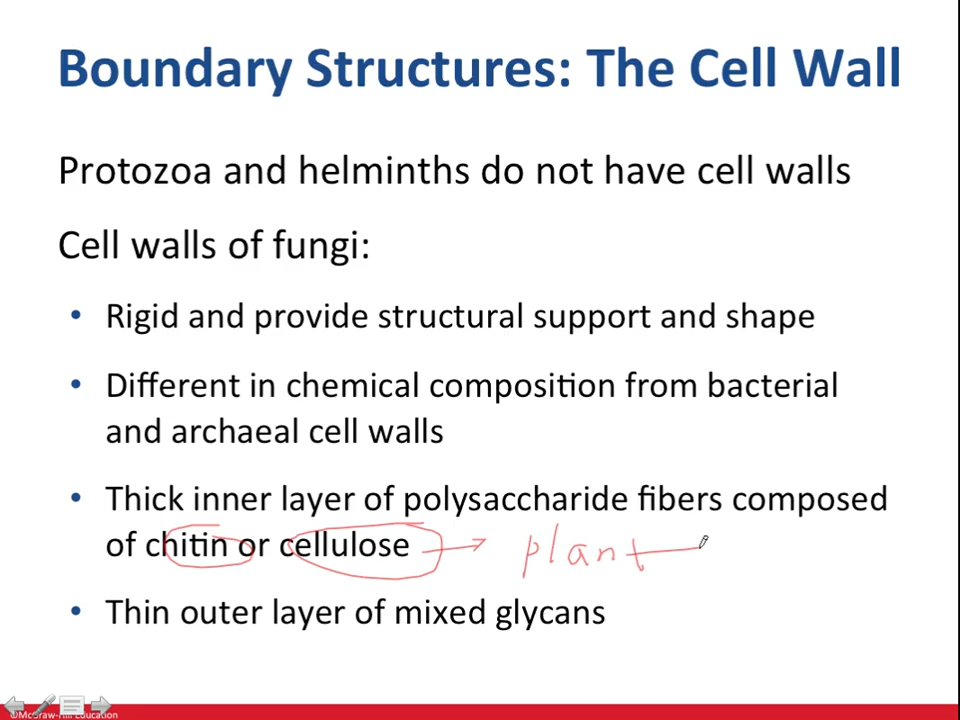 Boundary Structures: The Cell Wall
Protozoa and helminths do not have cell walls
Cell walls of fungi:
• Rigid and provide structural support and shape
• Different in chemical composition from bacterial
and archaeal cell walls
• Thick inner layer of polysaccharide fibers composed
of chitin or cellulose → plant
• Thin outer layer of mixed glycans
©McGraw-Hill Education